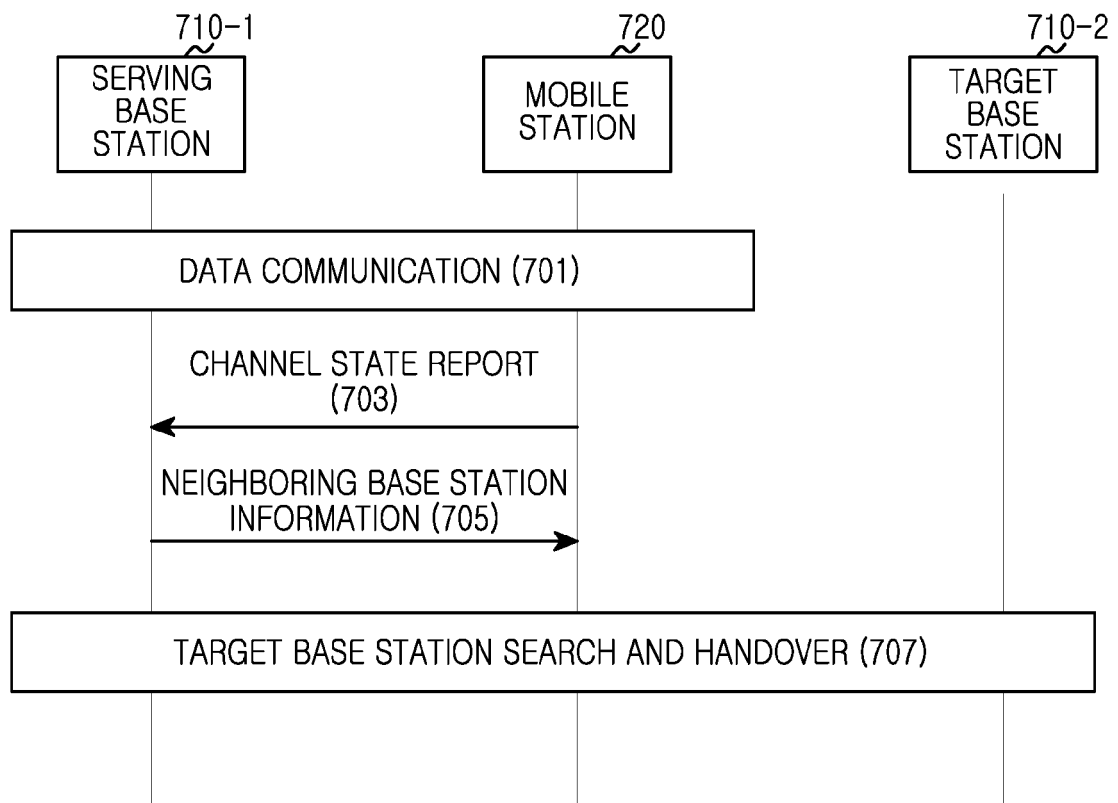 710-1
720
710-2
SERVING
BASE
STATION
MOBILE
STATION
TARGET
BASE
STATION
DATA COMMUNICATION (701)
CHANNEL STATE REPORT
(703)
NEIGHBORING BASE STATION
INFORMATION (705)
TARGET BASE STATION SEARCH AND HANDOVER (707)